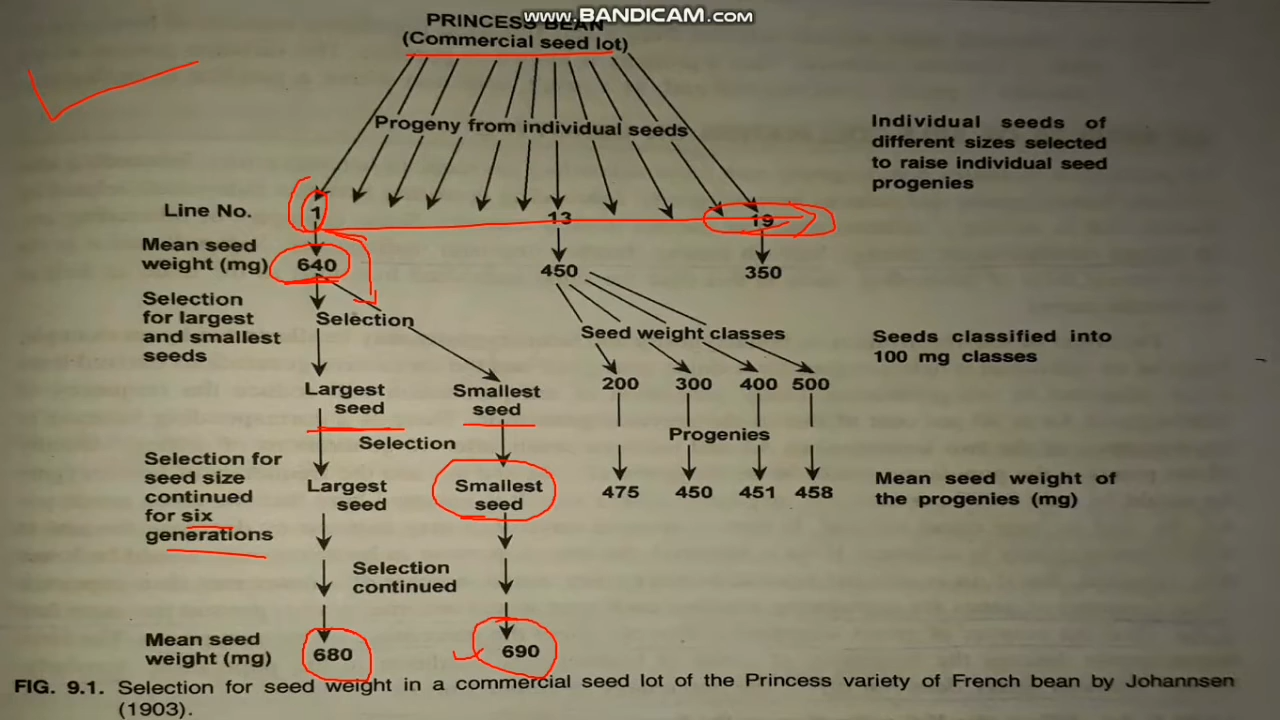 www.BANDICAM.com
PRINCESS BEAN
(Commercial seed lot)
Progeny from individual seeds
Individual seeds of
different sizes selected
to raise individual seed
progenies
Line No. 1 13 19
Mean seed
weight (mg) 640 450 350
Selection
for largest
and smallest
seeds
Selection
Seed weight classes
Seeds classified into
100 mg classes
200 300 400 500
Largest
seed
Smallest
seed
Selection
Progenies
Selection for
seed size
continued
for six
generations
Largest
seed
Smallest
seed
475 450 451 458
Mean seed weight of
the progenies (mg)
Selection
continued
Mean seed
weight (mg) 680 690
FIG. 9.1. Selection for seed weight in a commercial seed lot of the Princess variety of French bean by Johannsen
(1903).